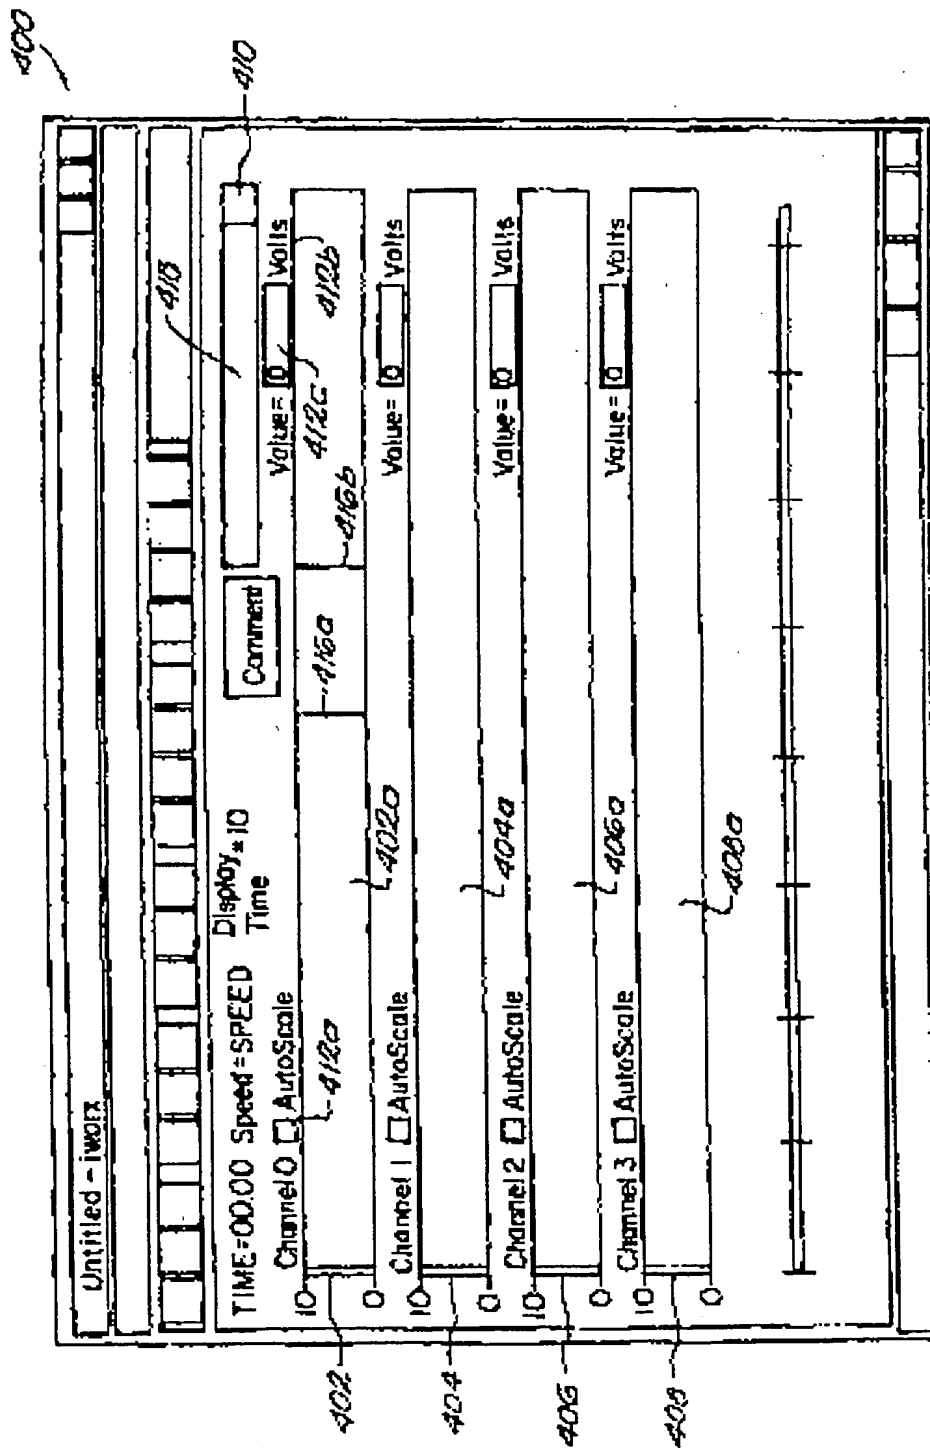 400
Untitled - iworx
410
418
TIME=00.00 Speed=SPEED Display Time =10
Comment
Channel 0 AutoScale
Value= 0 Volts
412a
412c
412b
10
0
416a
416b
402
402a
Channel 1 AutoScale
Value= 0 Volts
10
0
404
404a
Channel 2 AutoScale
Value= 0 Volts
10
0
406
406a
Channel 3 AutoScale
Value= 0 Volts
10
0
408
408a